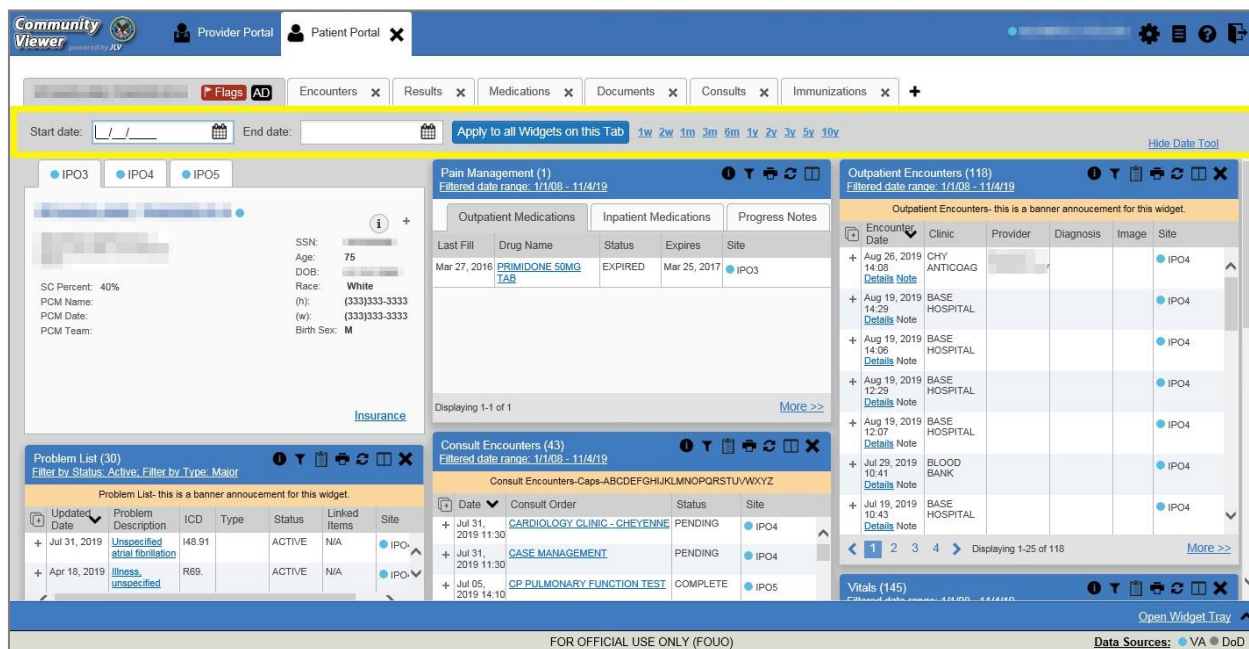 Community Viewer powered by JLV
Provider Portal
Patient Portal
Flags AD
Encounters x
Results x
Medications x
Documents x
Consults x
Immunizations x +
Start date: __/__/____ End date: Apply to all Widgets on this Tab 1w 2w 1m 3m 6m 1y 2y 3y 5y 10y
Hide Date Tool
IPO3 IPO4 IPO5
SSN:
Age: 75
DOB:
SC Percent: 40%
Race: White
PCM Name:
(h): (333)333-3333
PCM Date:
(w): (333)333-3333
PCM Team:
Birth Sex: M
Insurance
Pain Management (1)
Filtered date range: 1/1/08 - 11/4/19
Outpatient Medications Inpatient Medications Progress Notes
Last Fill Drug Name Status Expires Site
Mar 27, 2016 PRIMIDONE 50MG EXPIRED Mar 25, 2017 IPO3
TAB
Displaying 1-1 of 1 More >>
Outpatient Encounters (118)
Filtered date range: 1/1/08 - 11/4/19
Outpatient Encounters- this is a banner annoucement for this widget.
Encounter Date Clinic Provider Diagnosis Image Site
+ Aug 26, 2019 CHY IPO4
14:08 ANTICOAG
Details Note
+ Aug 19, 2019 BASE IPO4
14:29 HOSPITAL
Details Note
+ Aug 19, 2019 BASE IPO4
14:06 HOSPITAL
Details Note
+ Aug 19, 2019 BASE IPO4
12:29 HOSPITAL
Details Note
+ Aug 19, 2019 BASE IPO4
12:07 HOSPITAL
Details Note
+ Jul 29, 2019 BLOOD IPO4
10:41 BANK
Details Note
+ Jul 19, 2019 BASE IPO4
10:43 HOSPITAL
Details Note
1 2 3 4 Displaying 1-25 of 118 More >>
Problem List (30)
Filter by Status: Active; Filter by Type: Major
Problem List- this is a banner annoucement for this widget.
Updated Date Problem Description ICD Type Status Linked Items Site
+ Jul 31, 2019 Unspecified I48.91 ACTIVE N/A IPO
atrial fibrillation
+ Apr 18, 2019 Illness, R69. ACTIVE N/A IPO
unspecified
Consult Encounters (43)
Filtered date range: 1/1/08 - 11/4/19
Consult Encounters-Caps-ABCDEFGHIJKLMNOPQRSTUVWXYZ
Date Consult Order Status Site
+ Jul 31, CARDIOLOGY CLINIC - CHEYENNE PENDING IPO4
2019 11:30
+ Jul 31, CASE MANAGEMENT PENDING IPO4
2019 11:30
+ Jul 05, CP PULMONARY FUNCTION TEST COMPLETE IPO5
2019 14:10
Vitals (145)
Filtered date range: 1/1/08 - 11/4/19
Open Widget Tray
FOR OFFICIAL USE ONLY (FOUO)
Data Sources: VA DoD